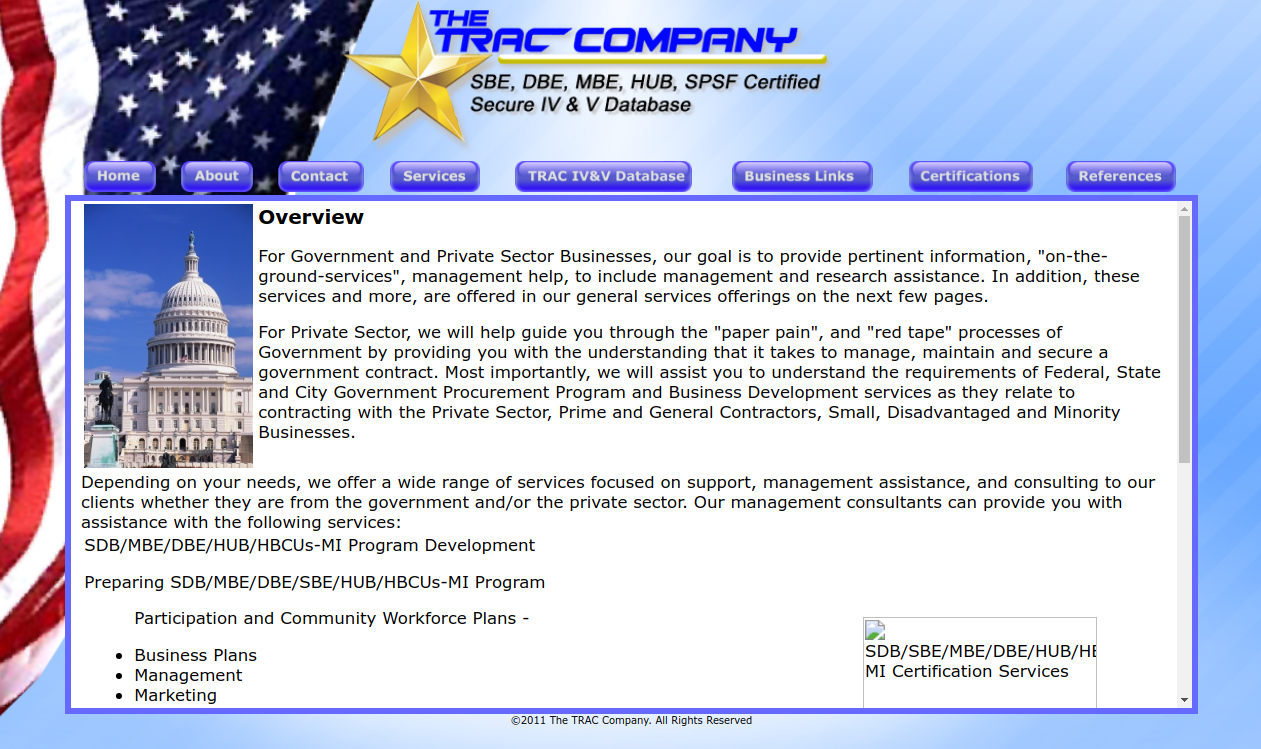 THE
TRAC COMPANY
SBE, DBE, MBE, HUB, SPSF Certified
Secure IV & V Database
Home About Contact Services TRAC IV&V Database Business Links Certifications References
Overview
For Government and Private Sector Businesses, our goal is to provide pertinent information, "on-the-
ground-services", management help, to include management and research assistance. In addition, these
services and more, are offered in our general services offerings on the next few pages.
For Private Sector, we will help guide you through the "paper pain", and "red tape" processes of
Government by providing you with the understanding that it takes to manage, maintain and secure a
government contract. Most importantly, we will assist you to understand the requirements of Federal, State
and City Government Procurement Program and Business Development services as they relate to
contracting with the Private Sector, Prime and General Contractors, Small, Disadvantaged and Minority
Businesses.
Depending on your needs, we offer a wide range of services focused on support, management assistance, and consulting to our
clients whether they are from the government and/or the private sector. Our management consultants can provide you with
assistance with the following services:
SDB/MBE/DBE/HUB/HBCUs-MI Program Development
Preparing SDB/MBE/DBE/SBE/HUB/HBCUs-MI Program
Participation and Community Workforce Plans -
• Business Plans
• Management
• Marketing
SDB/SBE/MBE/DBE/HUB/HB
MI Certification Services
©2011 The TRAC Company. All Rights Reserved